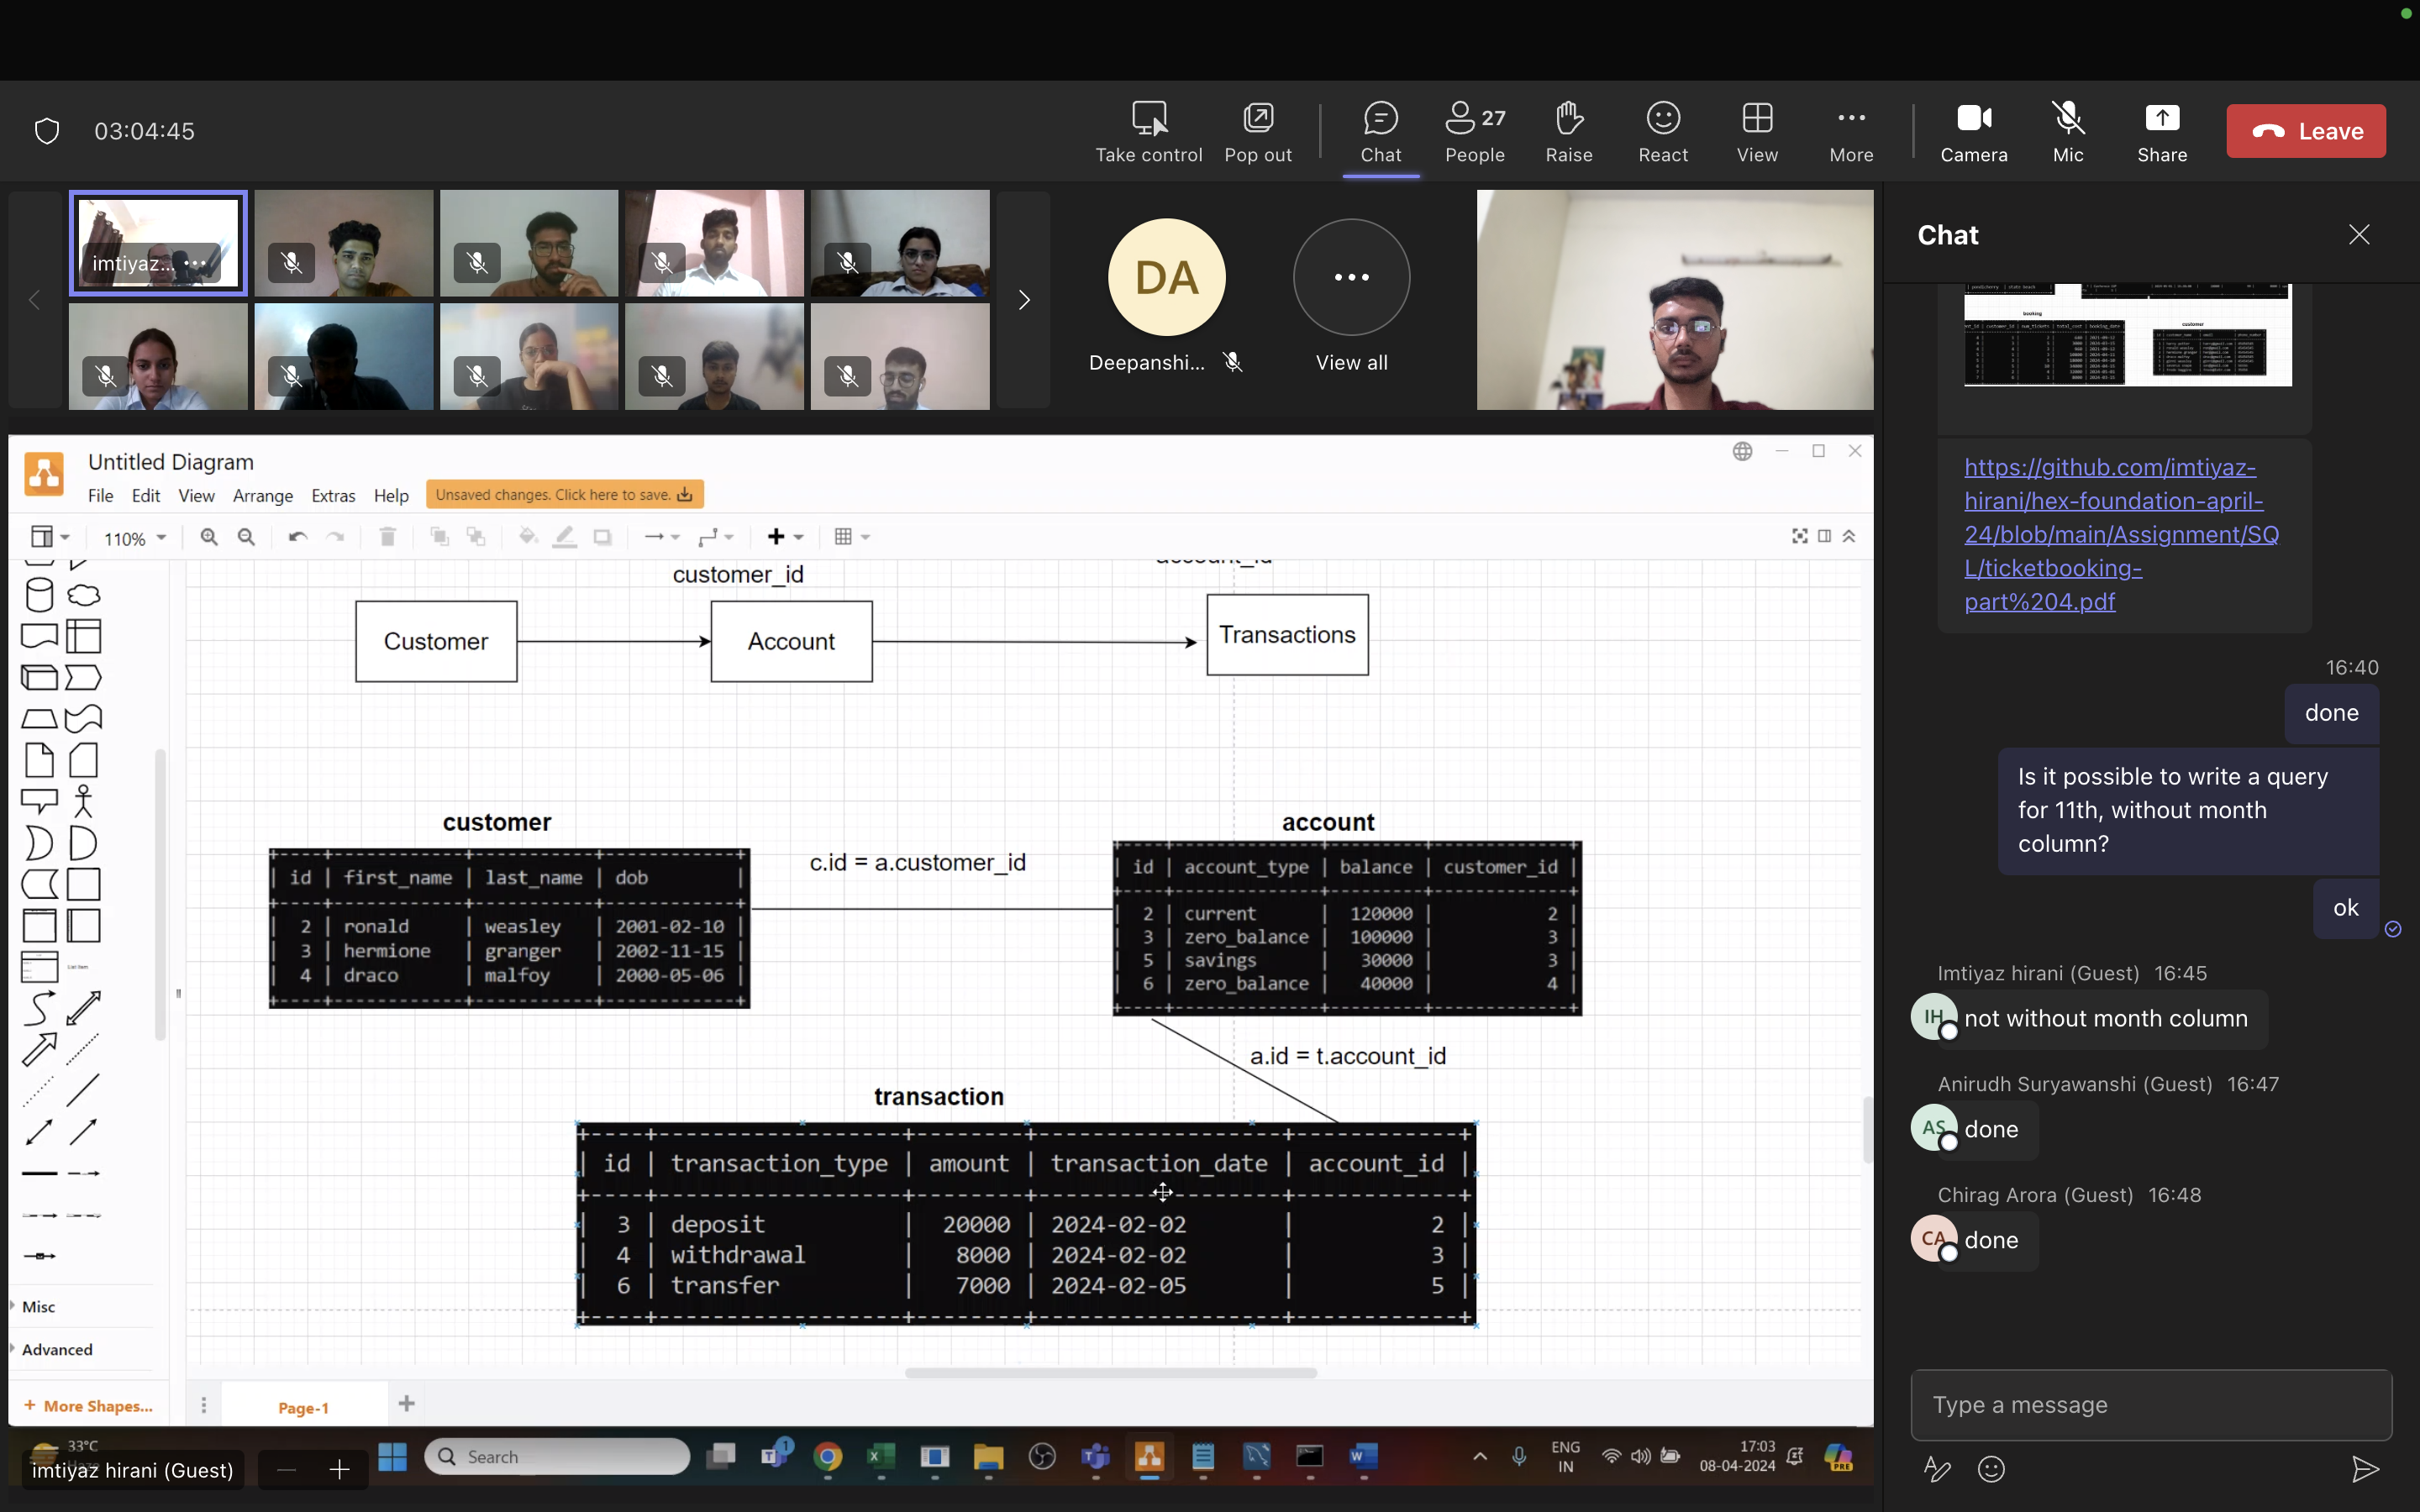 03:04:45
Take control
Pop out
Chat
27
People
Raise
React
View
More
Camera
Mic
Share
Leave
imtiyaz...
DA
Deepanshi...
View all
Untitled Diagram
File Edit View Arrange Extras Help
Unsaved changes. Click here to save.
110%
customer_id
account_id
Customer
Account
Transactions
customer
| id | first_name | last_name | dob |
| 2 | ronald | weasley | 2001-02-10 |
| 3 | hermione | granger | 2002-11-15 |
| 4 | draco | malfoy | 2000-05-06 |
c.id = a.customer_id
account
| id | account_type | balance | customer_id |
| 2 | current | 120000 | 2 |
| 3 | zero_balance | 100000 | 3 |
| 5 | savings | 30000 | 3 |
| 6 | zero_balance | 40000 | 4 |
a.id = t.account_id
transaction
| id | transaction_type | amount | transaction_date | account_id |
| 3 | deposit | 20000 | 2024-02-02 | 2 |
| 4 | withdrawal | 8000 | 2024-02-02 | 3 |
| 6 | transfer | 7000 | 2024-02-05 | 5 |
Misc
Advanced
+ More Shapes...
Page-1
33°C
imtiyaz hirani (Guest)
Search
ENG
IN
17:03
08-04-2024
PRE
Chat
booking
customer
https://github.com/imtiyaz-
hirani/hex-foundation-april-
24/blob/main/Assignment/SQ
L/ticketbooking-
part%204.pdf
16:40
done
Is it possible to write a query
for 11th, without month
column?
ok
Imtiyaz hirani (Guest) 16:45
IH
not without month column
Anirudh Suryawanshi (Guest) 16:47
AS
done
Chirag Arora (Guest) 16:48
CA
done
Type a message